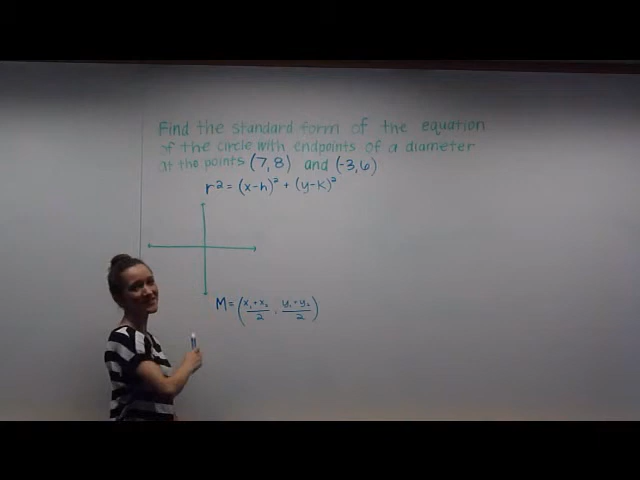 Find the standard form of the equation
of the circle with endpoints of a diameter
at the points (7,8) and (-3,6)
r² = (x-h)² + (y-k)²
M = (x₁+x₂/2 , y₁+y₂/2)